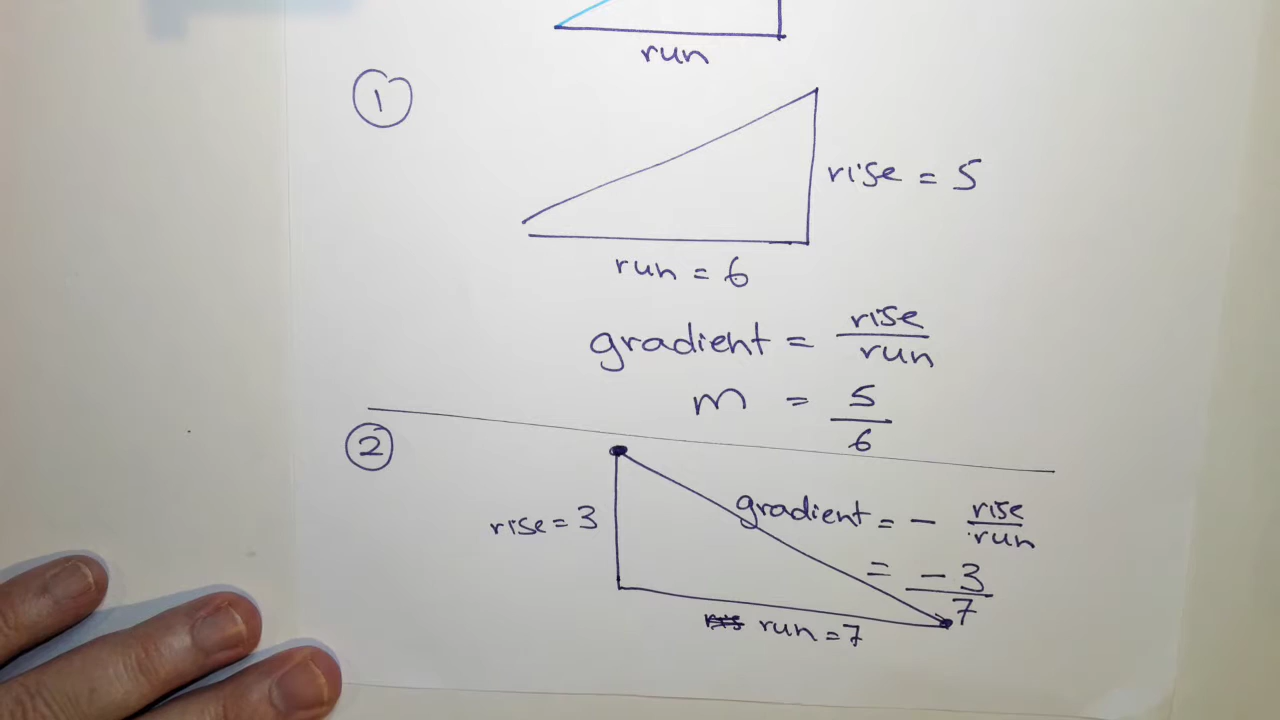 run
1
rise = 5
run = 6
gradient = rise/run
m = 5/6
2
rise = 3
gradient = - rise/run
= -3/7
run = 7